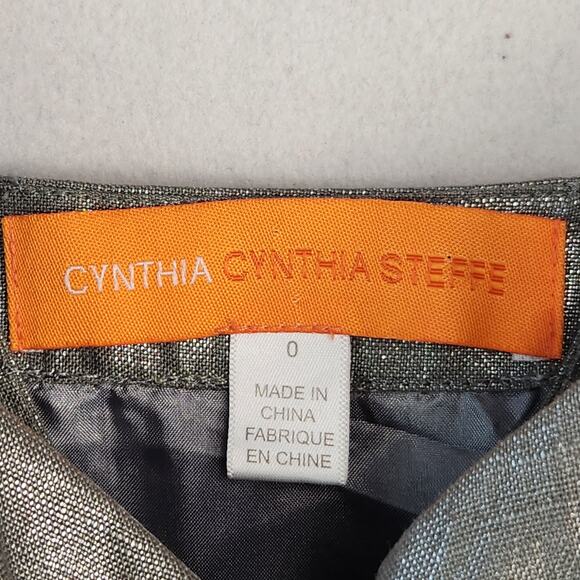 CYNTHIA CYNTHIA STEFFE
0
MADE IN
CHINA
FABRIQUE
EN CHINE